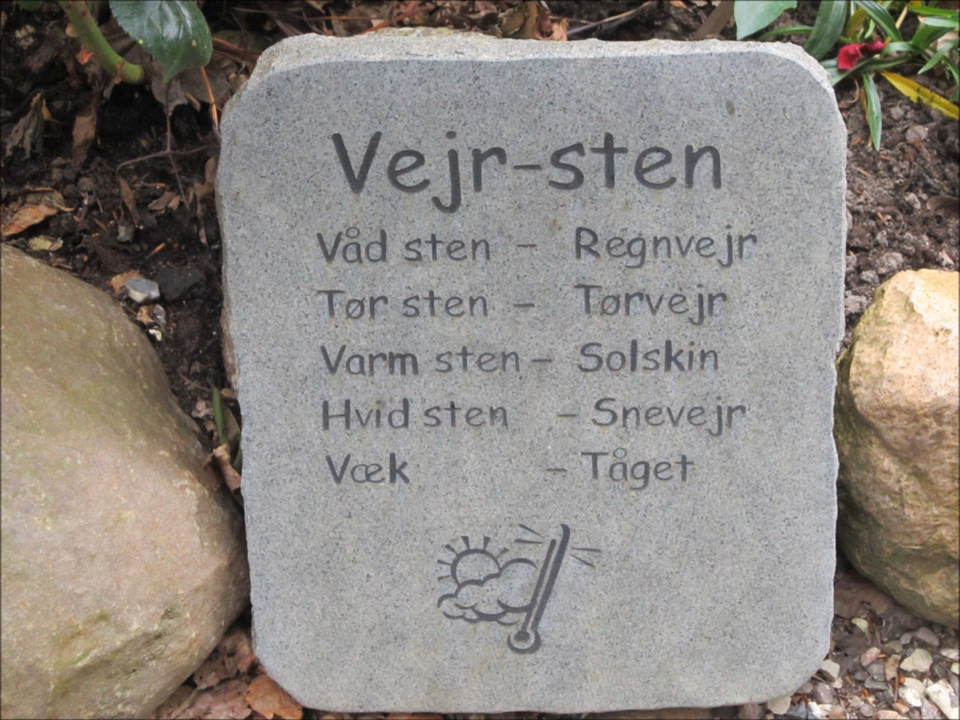 Vejr-sten
Våd sten - Regnvejr
Tør sten - Tørvejr
Varm sten - Solskin
Hvid sten - Snevejr
Væk - Tåget